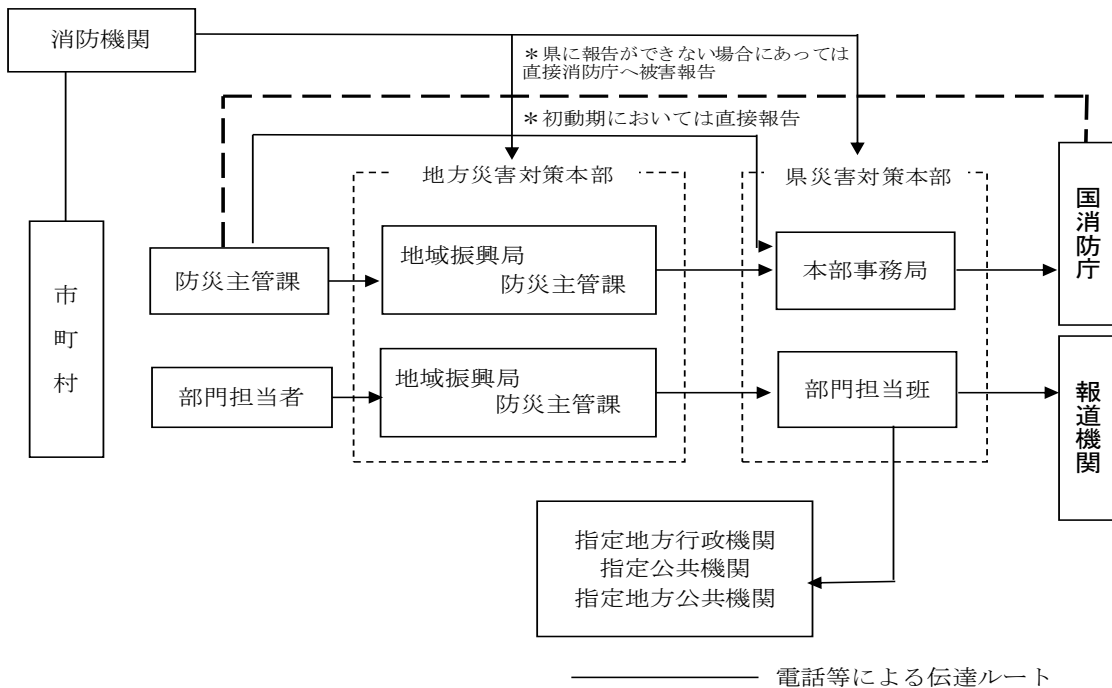 消防機関
＊県に報告ができない場合にあっては
直接消防庁へ被害報告
＊初動期においては直接報告
地方災害対策本部
県災害対策本部
市町村
防災主管課
地域振興局
防災主管課
本部事務局
国消防庁
部門担当者
地域振興局
防災主管課
部門担当班
報道機関
指定地方行政機関
指定公共機関
指定地方公共機関
電話等による伝達ルート